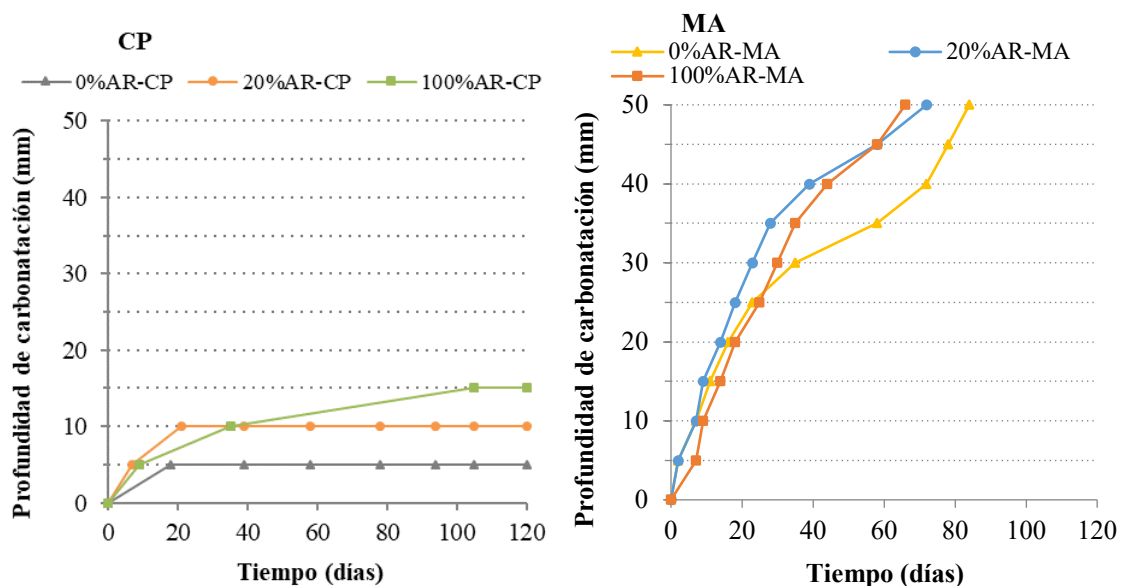 CP
0%AR-CP 20%AR-CP 100%AR-CP
Profundidad de carbonatación (mm)
50
40
30
20
10
0
0 20 40 60 80 100 120
Tiempo (días)
MA
0%AR-MA 20%AR-MA
100%AR-MA
Profundidad de carbonatación (mm)
50
40
30
20
10
0
0 20 40 60 80 100 120
Tiempo (días)